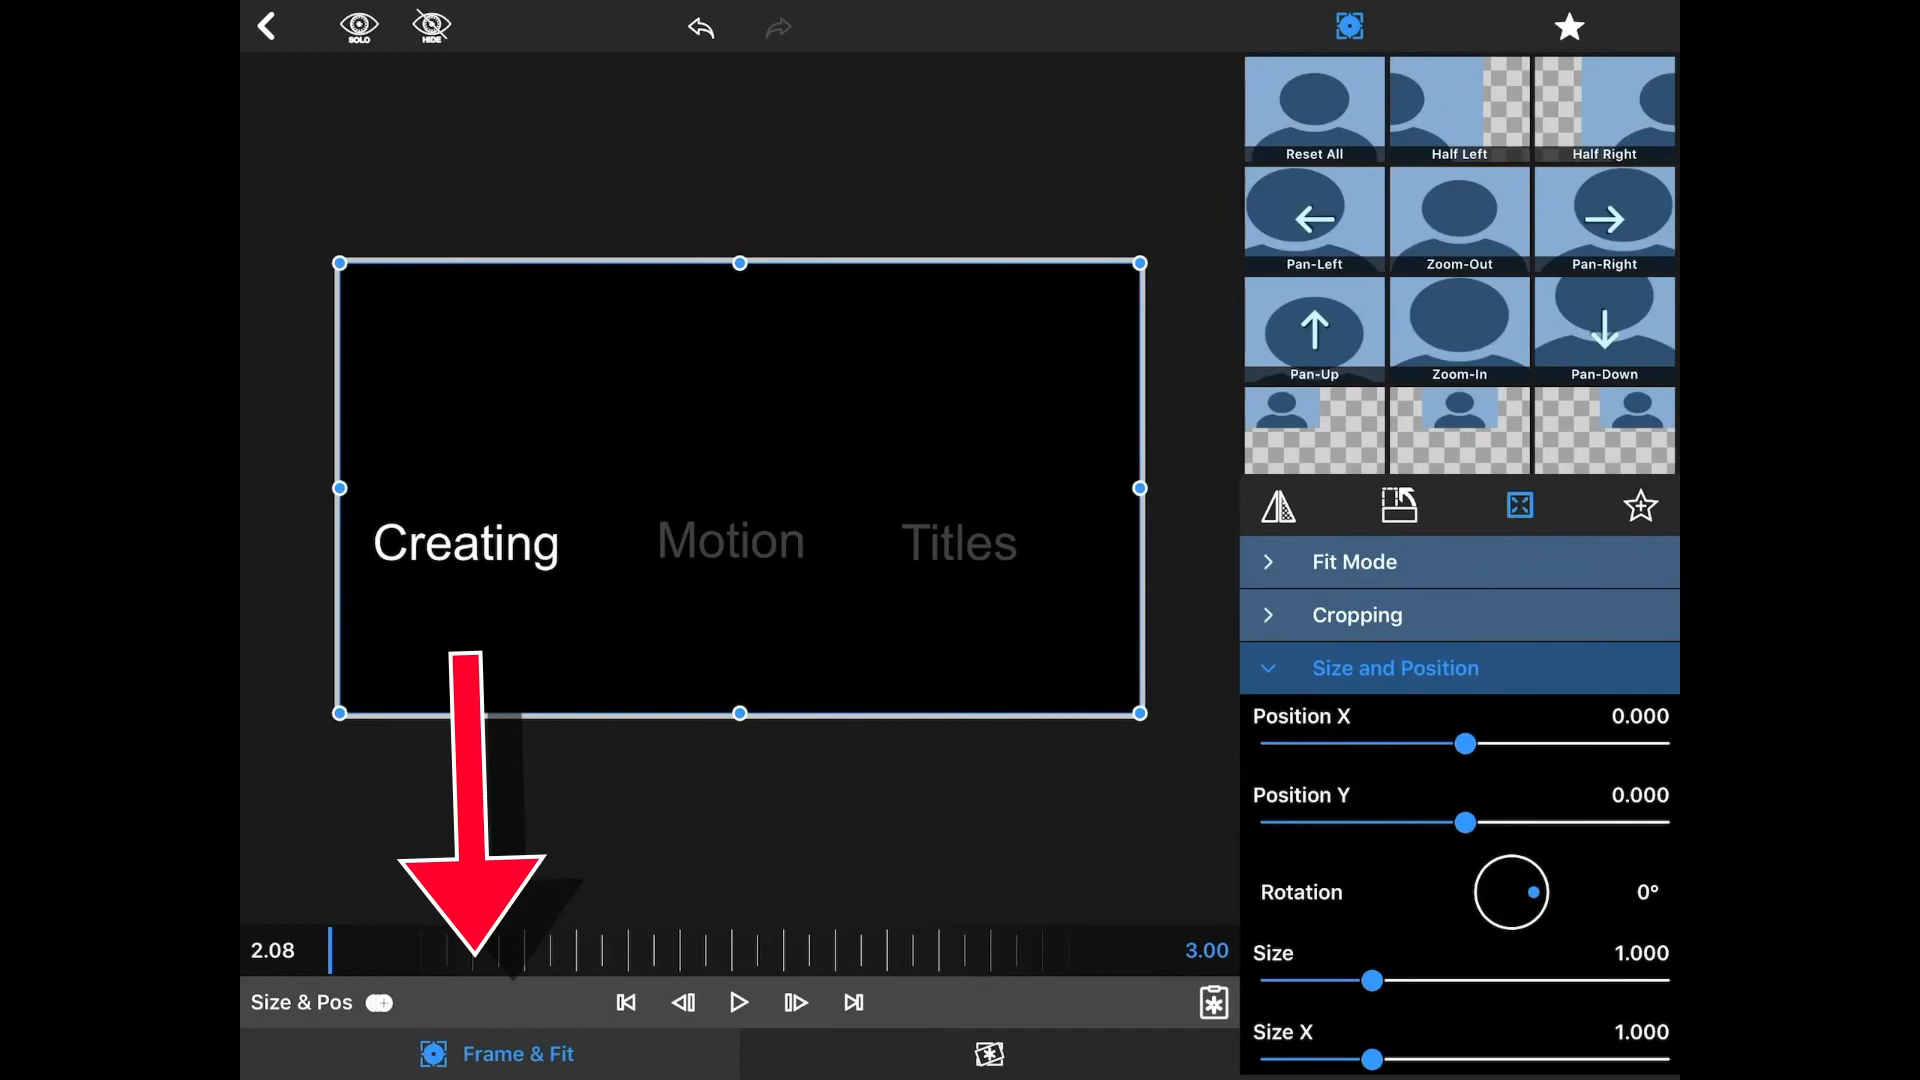 SOLO
HIDE
Reset All
Half Left
Half Right
Pan-Left
Zoom-Out
Pan-Right
Pan-Up
Zoom-In
Pan-Down
Creating Motion Titles
Fit Mode
Cropping
Size and Position
Position X 0.000
Position Y 0.000
Rotation 0°
Size 1.000
Size X 1.000
2.08
3.00
Size & Pos
Frame & Fit